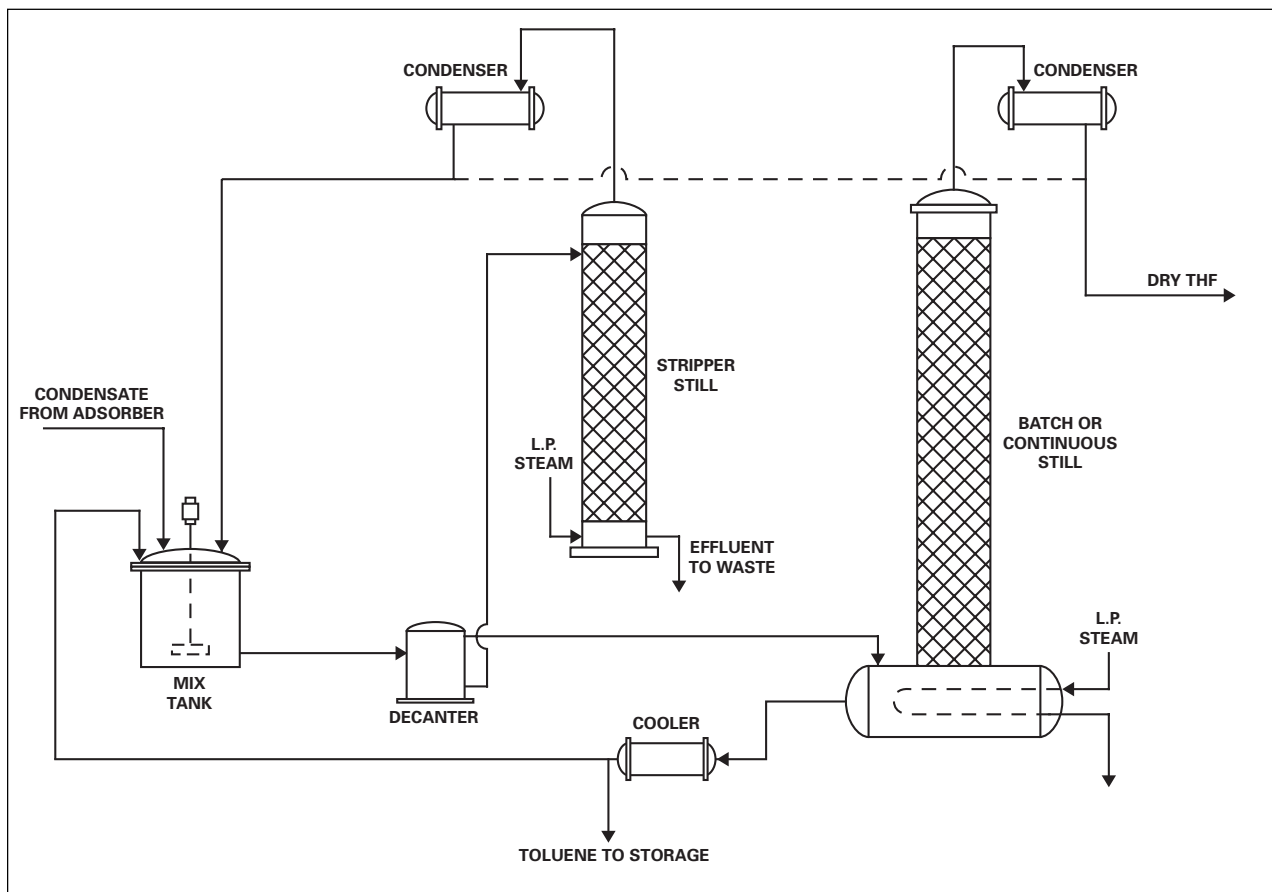 CONDENSER
CONDENSER
DRY THF
STRIPPER
STILL
CONDENSATE
FROM ADSORBER
BATCH OR
CONTINUOUS
STILL
L.P.
STEAM
EFFLUENT
TO WASTE
L.P.
STEAM
MIX
TANK
DECANTER
COOLER
TOLUENE TO STORAGE